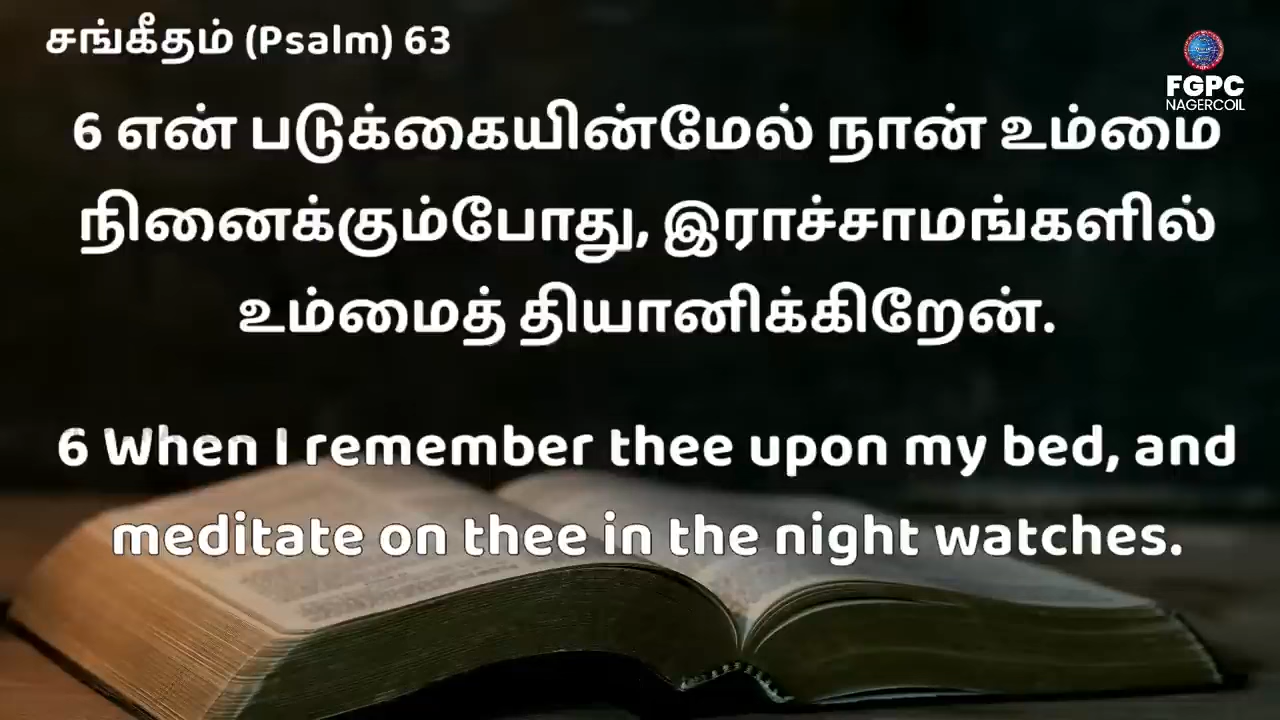 சங்கீதம் (Psalm) 63
FGPC
NAGERCOIL
6 என் படுக்கையின்மேல் நான் உம்மை
நினைக்கும்போது, இராச்சாமங்களில்
உம்மைத் தியானிக்கிறேன்.
6 When I remember thee upon my bed, and
meditate on thee in the night watches.